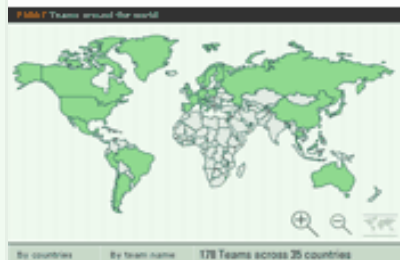 Teams around the world
By countries
By team name
178 Teams across 35 countries